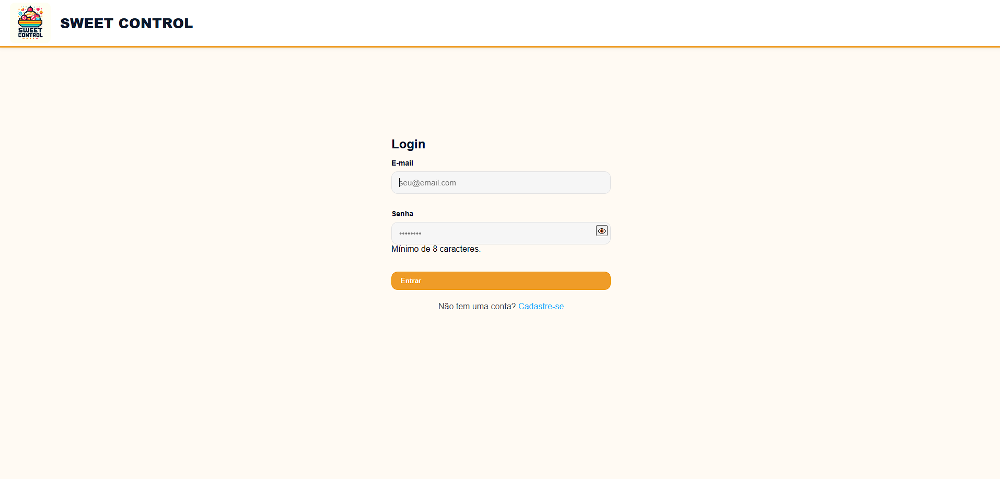 SWEET
CONTROL
SWEET CONTROL
Login
E-mail
seu@email.com
Senha
••••••••
Mínimo de 8 caracteres.
Entrar
Não tem uma conta? Cadastre-se